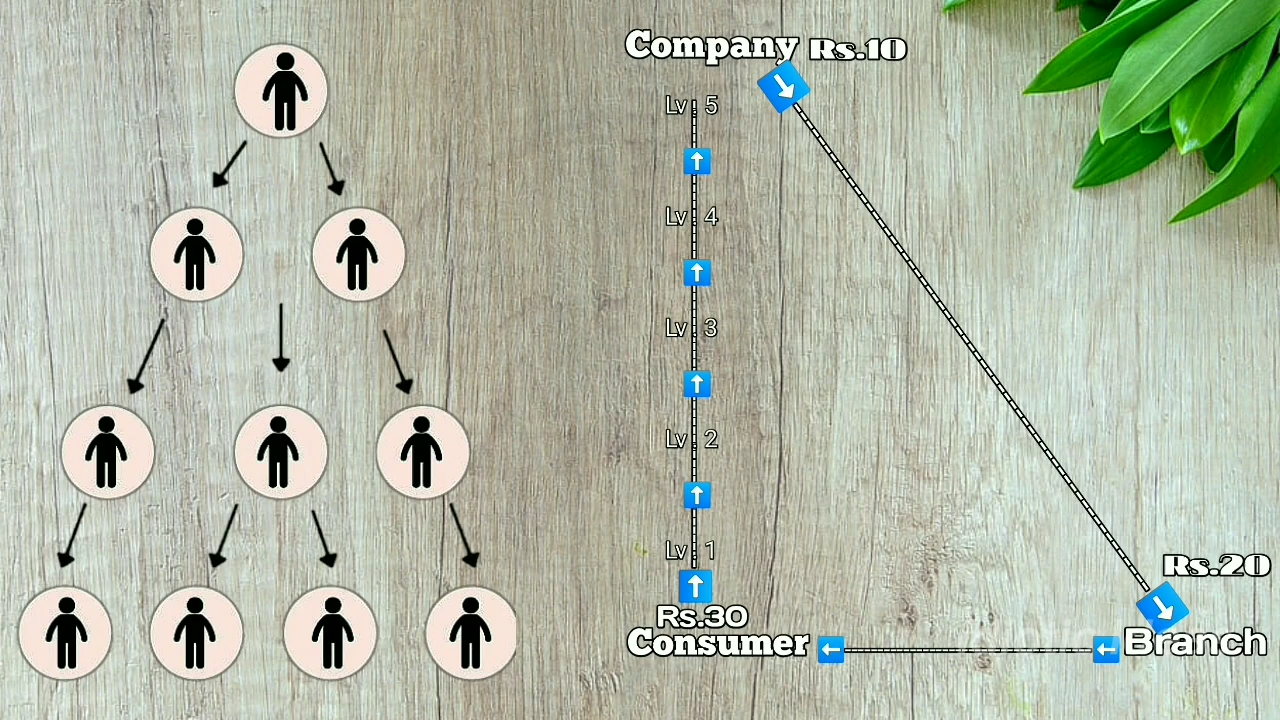 Company Rs.10
Lv 5
Lv 4
Lv 3
Lv 2
Lv 1
Rs.30
Consumer
Rs.20
Branch